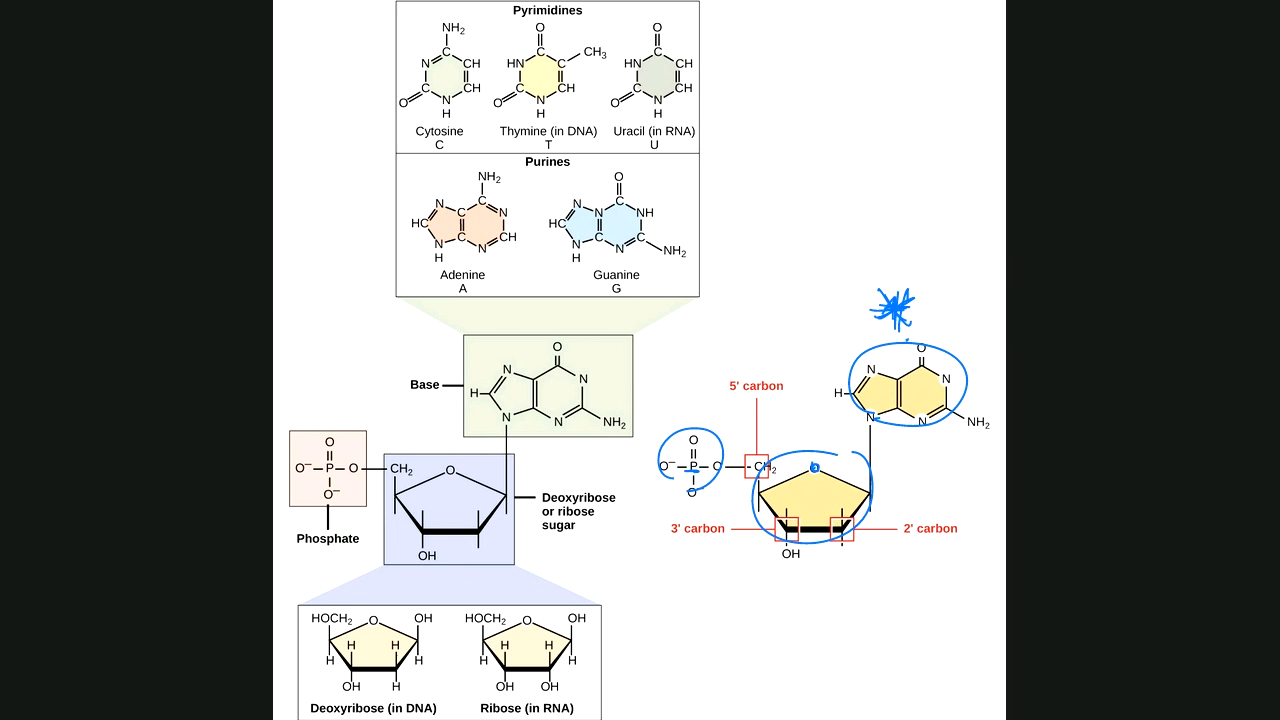 Pyrimidines
NH2
N C CH
C CH
O N
H
Cytosine
C
O
HN C C CH3
C CH
O N
H
Thymine (in DNA)
T
O
HN C CH
C CH
O N
H
Uracil (in RNA)
U
Purines
NH2
N C C N
HC
N C N CH
H
Adenine
A
O
N N C NH
HC
N C N C NH2
H
Guanine
G
Base
O
N N
H
N N NH2
O
O− P O CH2 O
O−
OH
Phosphate
Deoxyribose
or ribose
sugar
5' carbon
O
N N
H
N N NH2
O
O− P O CH2
O
3' carbon
2' carbon
OH
HOCH2 O OH
H H
H H
OH H
Deoxyribose (in DNA)
HOCH2 O OH
H H
H H
OH OH
Ribose (in RNA)